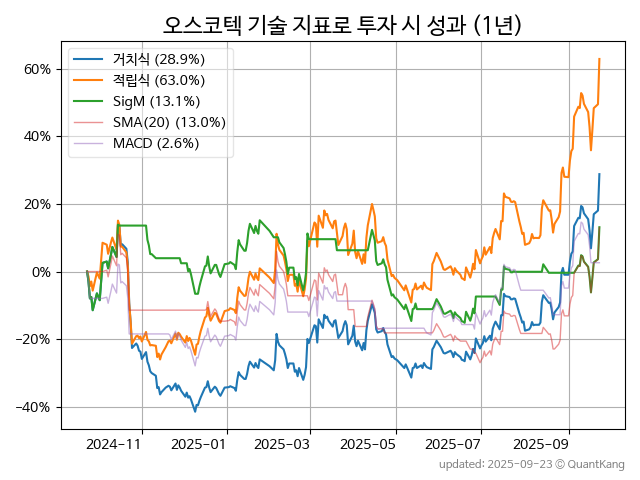 오스코텍 기술 지표로 투자 시 성과 (1년)
거치식 (28.9%)
적립식 (63.0%)
SigM (13.1%)
SMA(20) (13.0%)
MACD (2.6%)
60%
40%
20%
0%
−20%
−40%
2024-11
2025-01
2025-03
2025-05
2025-07
2025-09
updated: 2025-09-23 © QuantKang